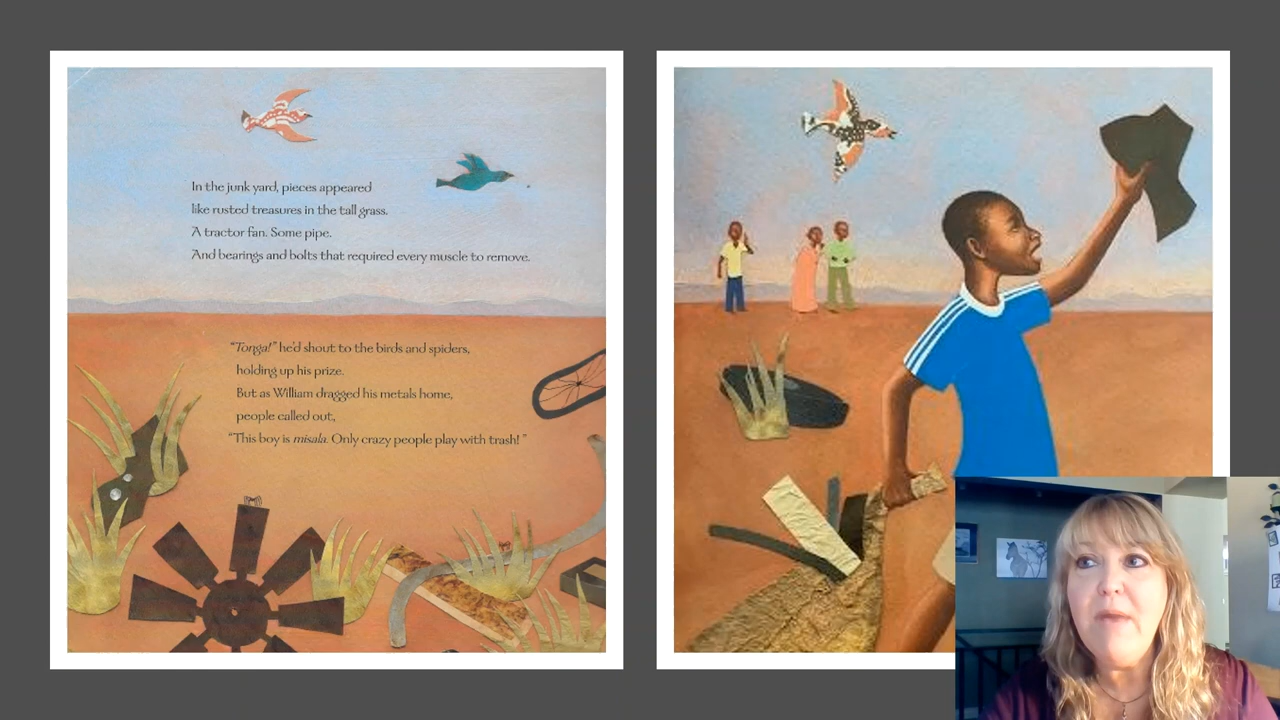 In the junk yard, pieces appeared
like rusted treasures in the tall grass.
A tractor fan. Some pipe.
And bearings and bolts that required every muscle to remove.
“Tonga!” he’d shout to the birds and spiders,
holding up his prize.
But as William dragged his metals home,
people called out,
“This boy is misala. Only crazy people play with trash!”